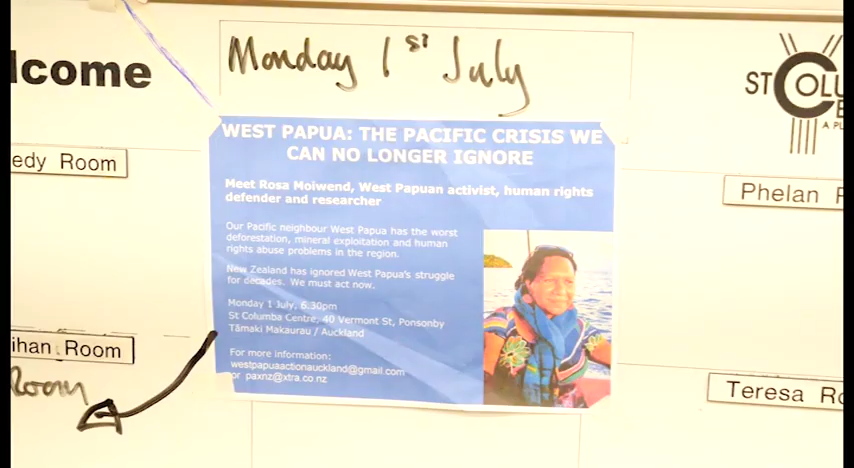 Monday 1st July
lcome
ST COLU
A PU
WEST PAPUA: THE PACIFIC CRISIS WE
CAN NO LONGER IGNORE
edy Room
Meet Rosa Moiwend, West Papuan activist, human rights
defender and researcher
Phelan
Our Pacific neighbour West Papua has the worst
deforestation, mineral exploitation and human
rights abuse problems in the region.
New Zealand has ignored West Papua's struggle
for decades. We must act now.
Monday 1 July, 6.30pm
St Columba Centre, 40 Vermont St, Ponsonby
Tāmaki Makaurau / Auckland
ihan Room
Room
For more information:
westpapuaactionauckland@gmail.com
or paxnz@xtra.co.nz
Teresa Ro